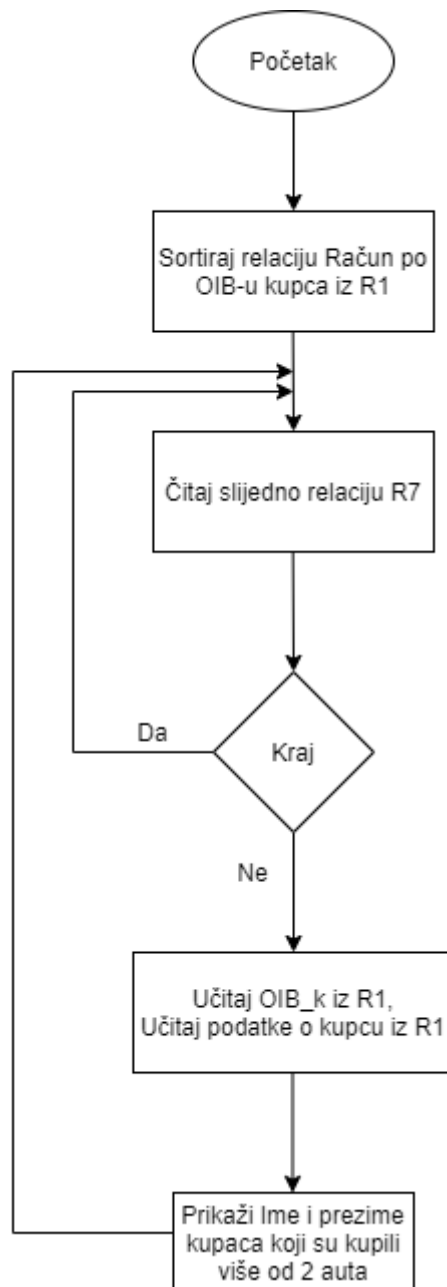 Početak
Sortiraj relaciju Račun po
OIB-u kupca iz R1
Čitaj slijedno relaciju R7
Da
Kraj
Ne
Učitaj OIB_k iz R1,
Učitaj podatke o kupcu iz R1
Prikaži Ime i prezime
kupaca koji su kupili
više od 2 auta